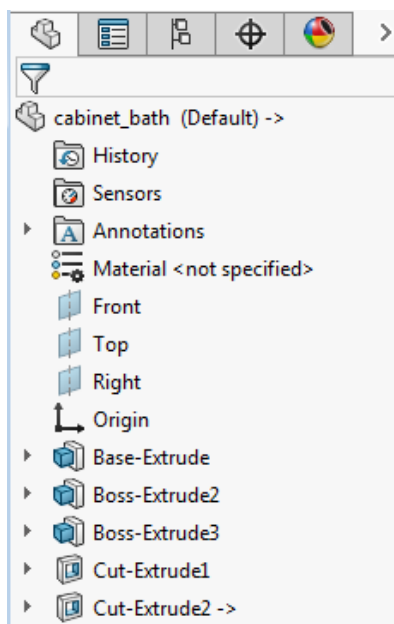 cabinet_bath (Default) ->
History
Sensors
Annotations
Material <not specified>
Front
Top
Right
Origin
Base-Extrude
Boss-Extrude2
Boss-Extrude3
Cut-Extrude1
Cut-Extrude2 ->